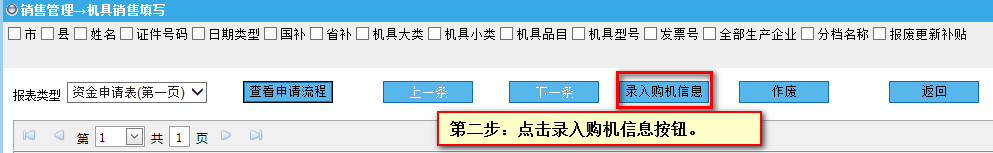 销售管理→机具销售填写
市 县 姓名 证件号码 日期类型 国补 省补 机具大类 机具小类 机具品目 机具型号 发票号 全部生产企业 分档名称 报废更新补贴
报表类型 资金申请表(第一页) 查看申请流程 上一条 下一条 录入购机信息 作废 返回
第 1 共 1 页
第二步：点击录入购机信息按钮。